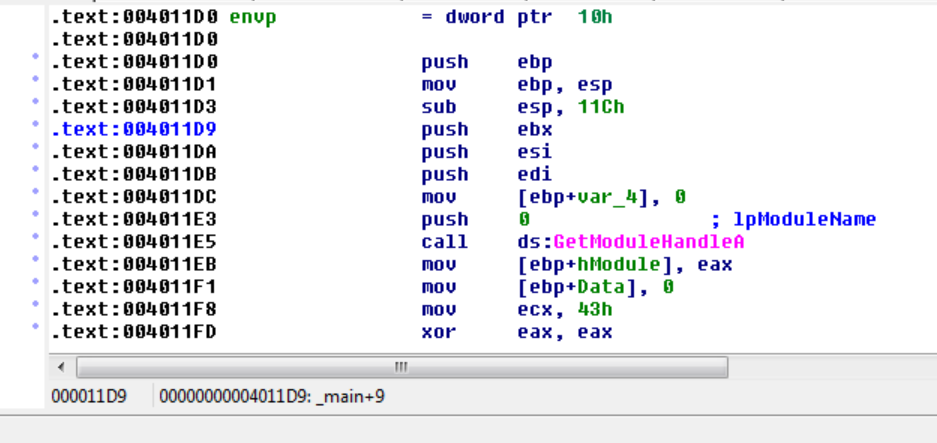 .text:004011D0 envp = dword ptr 10h
.text:004011D0
.text:004011D0 push ebp
.text:004011D1 mov ebp, esp
.text:004011D3 sub esp, 11Ch
.text:004011D9 push ebx
.text:004011DA push esi
.text:004011DB push edi
.text:004011DC mov [ebp+var_4], 0
.text:004011E3 push 0 ; lpModuleName
.text:004011E5 call ds:GetModuleHandleA
.text:004011EB mov [ebp+hModule], eax
.text:004011F1 mov [ebp+Data], 0
.text:004011F8 mov ecx, 43h
.text:004011FD xor eax, eax
000011D9 00000000004011D9: _main+9